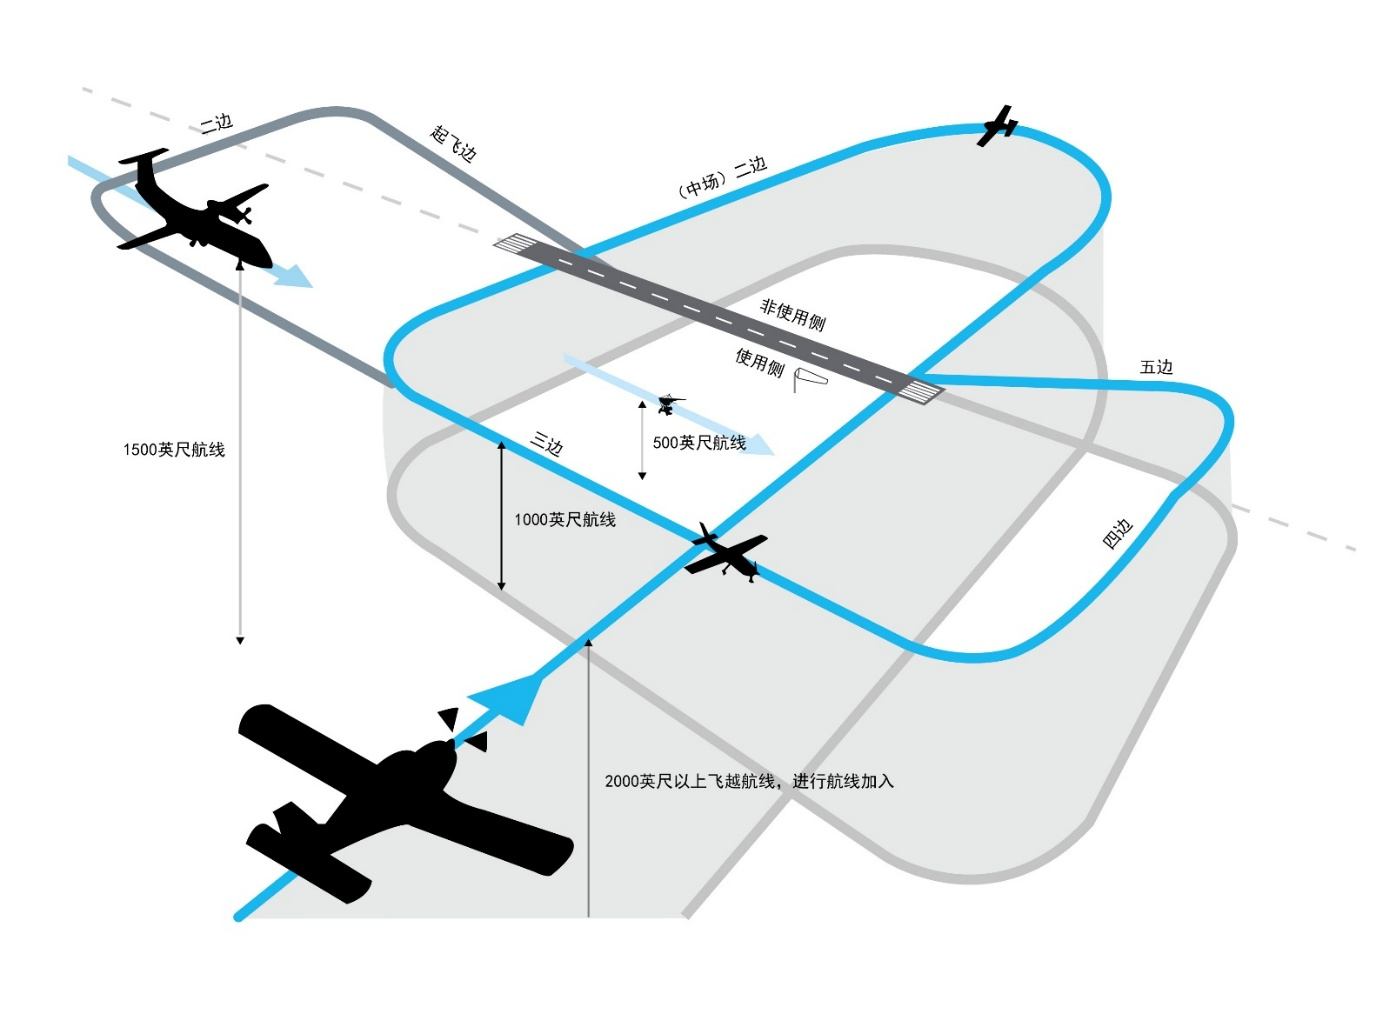 二边
起飞边
（中场）二边
非使用侧
使用侧
五边
1500英尺航线
三边
500英尺航线
1000英尺航线
四边
2000英尺以上飞越航线，进行航线加入